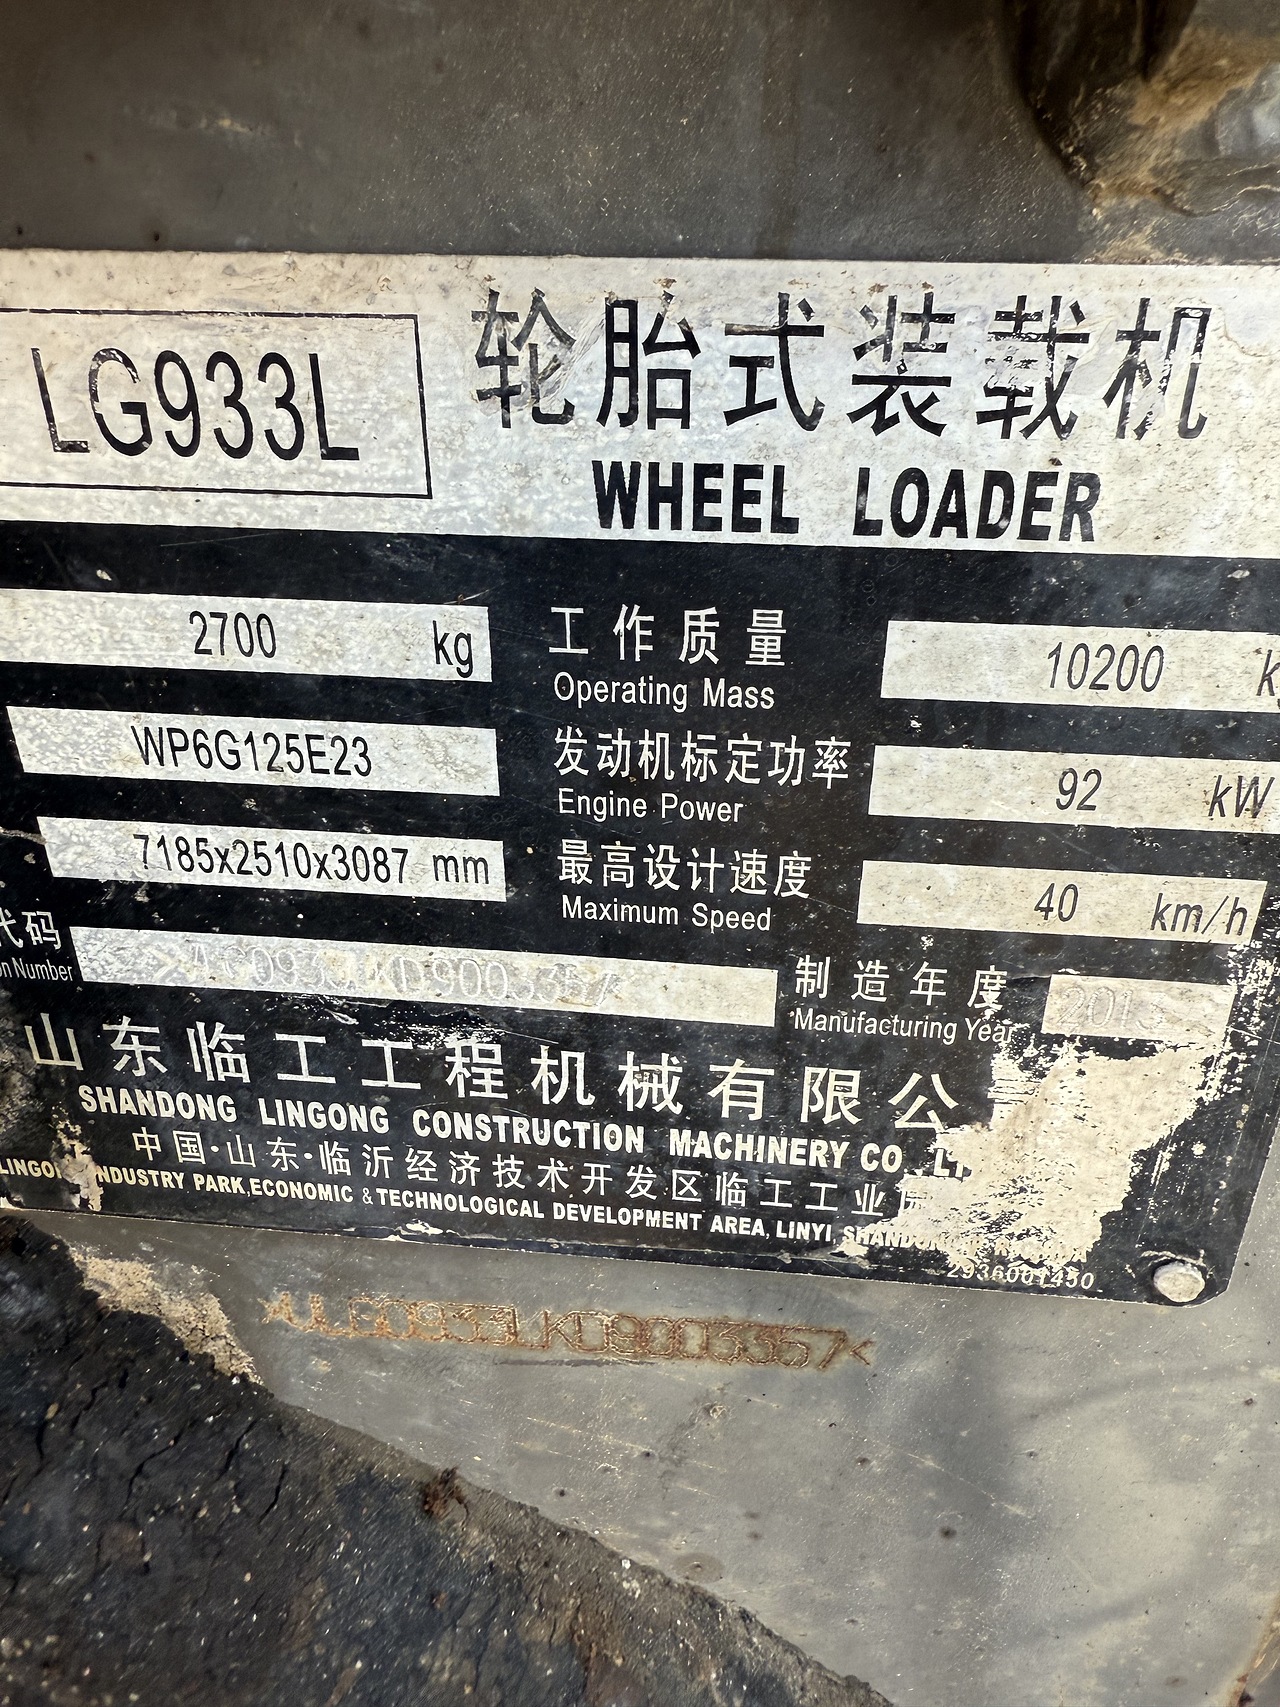 LG933L
轮胎式装载机
WHEEL LOADER
2700 kg
工作质量
Operating Mass
10200
WP6G125E23
发动机标定功率
Engine Power
92 kW
7185x2510x3087 mm
最高设计速度
Maximum Speed
40 km/h
代码
Number
制造年度
Manufacturing Year
山东临工工程机械有限公
SHANDONG LINGONG CONSTRUCTION MACHINERY CO.
中国·山东·临沂经济技术开发区临工工业
INDUSTRY PARK,ECONOMIC & TECHNOLOGICAL DEVELOPMENT AREA, LINYI,
2936001450